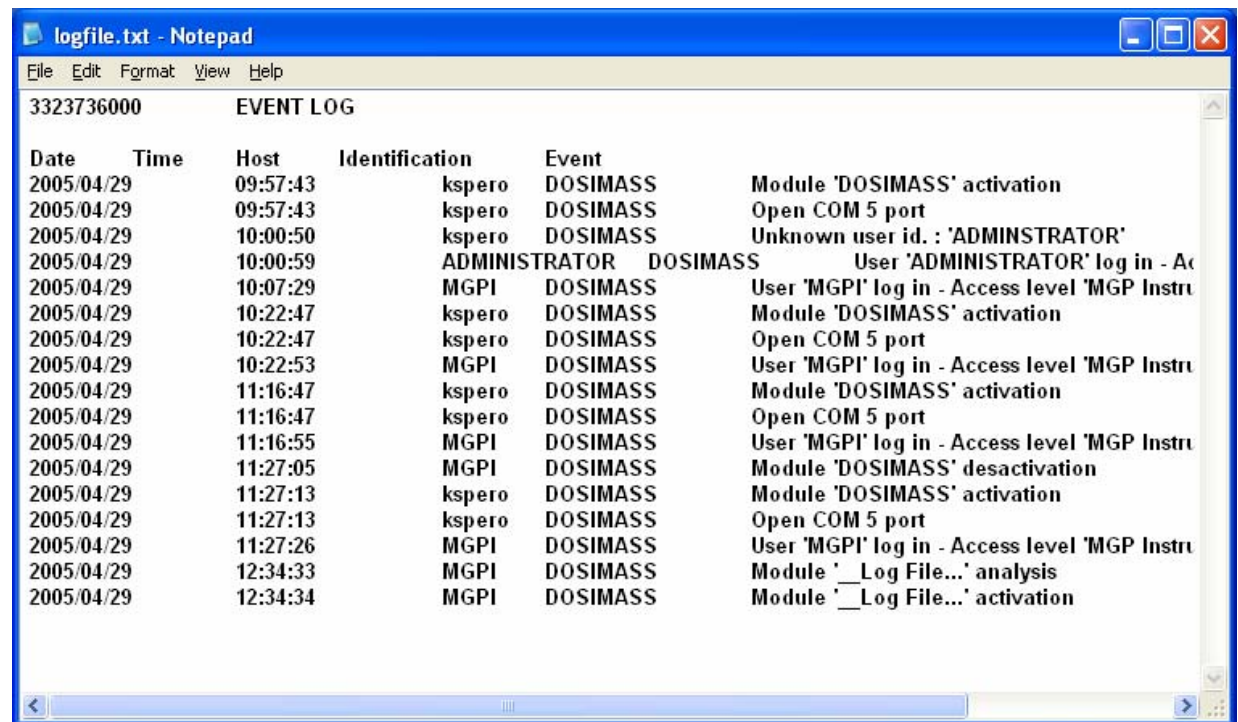 logfile.txt - Notepad
File Edit Format View Help
3323736000 EVENT LOG
Date Time Host Identification Event
2005/04/29 09:57:43 kspero DOSIMASS Module 'DOSIMASS' activation
2005/04/29 09:57:43 kspero DOSIMASS Open COM 5 port
2005/04/29 10:00:50 kspero DOSIMASS Unknown user id. : 'ADMINSTRATOR'
2005/04/29 10:00:59 ADMINISTRATOR DOSIMASS User 'ADMINISTRATOR' log in - Ac
2005/04/29 10:07:29 MGPI DOSIMASS User 'MGPI' log in - Access level 'MGP Instru
2005/04/29 10:22:47 kspero DOSIMASS Module 'DOSIMASS' activation
2005/04/29 10:22:47 kspero DOSIMASS Open COM 5 port
2005/04/29 10:22:53 MGPI DOSIMASS User 'MGPI' log in - Access level 'MGP Instru
2005/04/29 11:16:47 kspero DOSIMASS Module 'DOSIMASS' activation
2005/04/29 11:16:47 kspero DOSIMASS Open COM 5 port
2005/04/29 11:16:55 MGPI DOSIMASS User 'MGPI' log in - Access level 'MGP Instru
2005/04/29 11:27:05 MGPI DOSIMASS Module 'DOSIMASS' desactivation
2005/04/29 11:27:13 kspero DOSIMASS Module 'DOSIMASS' activation
2005/04/29 11:27:13 kspero DOSIMASS Open COM 5 port
2005/04/29 11:27:26 MGPI DOSIMASS User 'MGPI' log in - Access level 'MGP Instru
2005/04/29 12:34:33 MGPI DOSIMASS Module '__Log File...' analysis
2005/04/29 12:34:34 MGPI DOSIMASS Module '__Log File...' activation